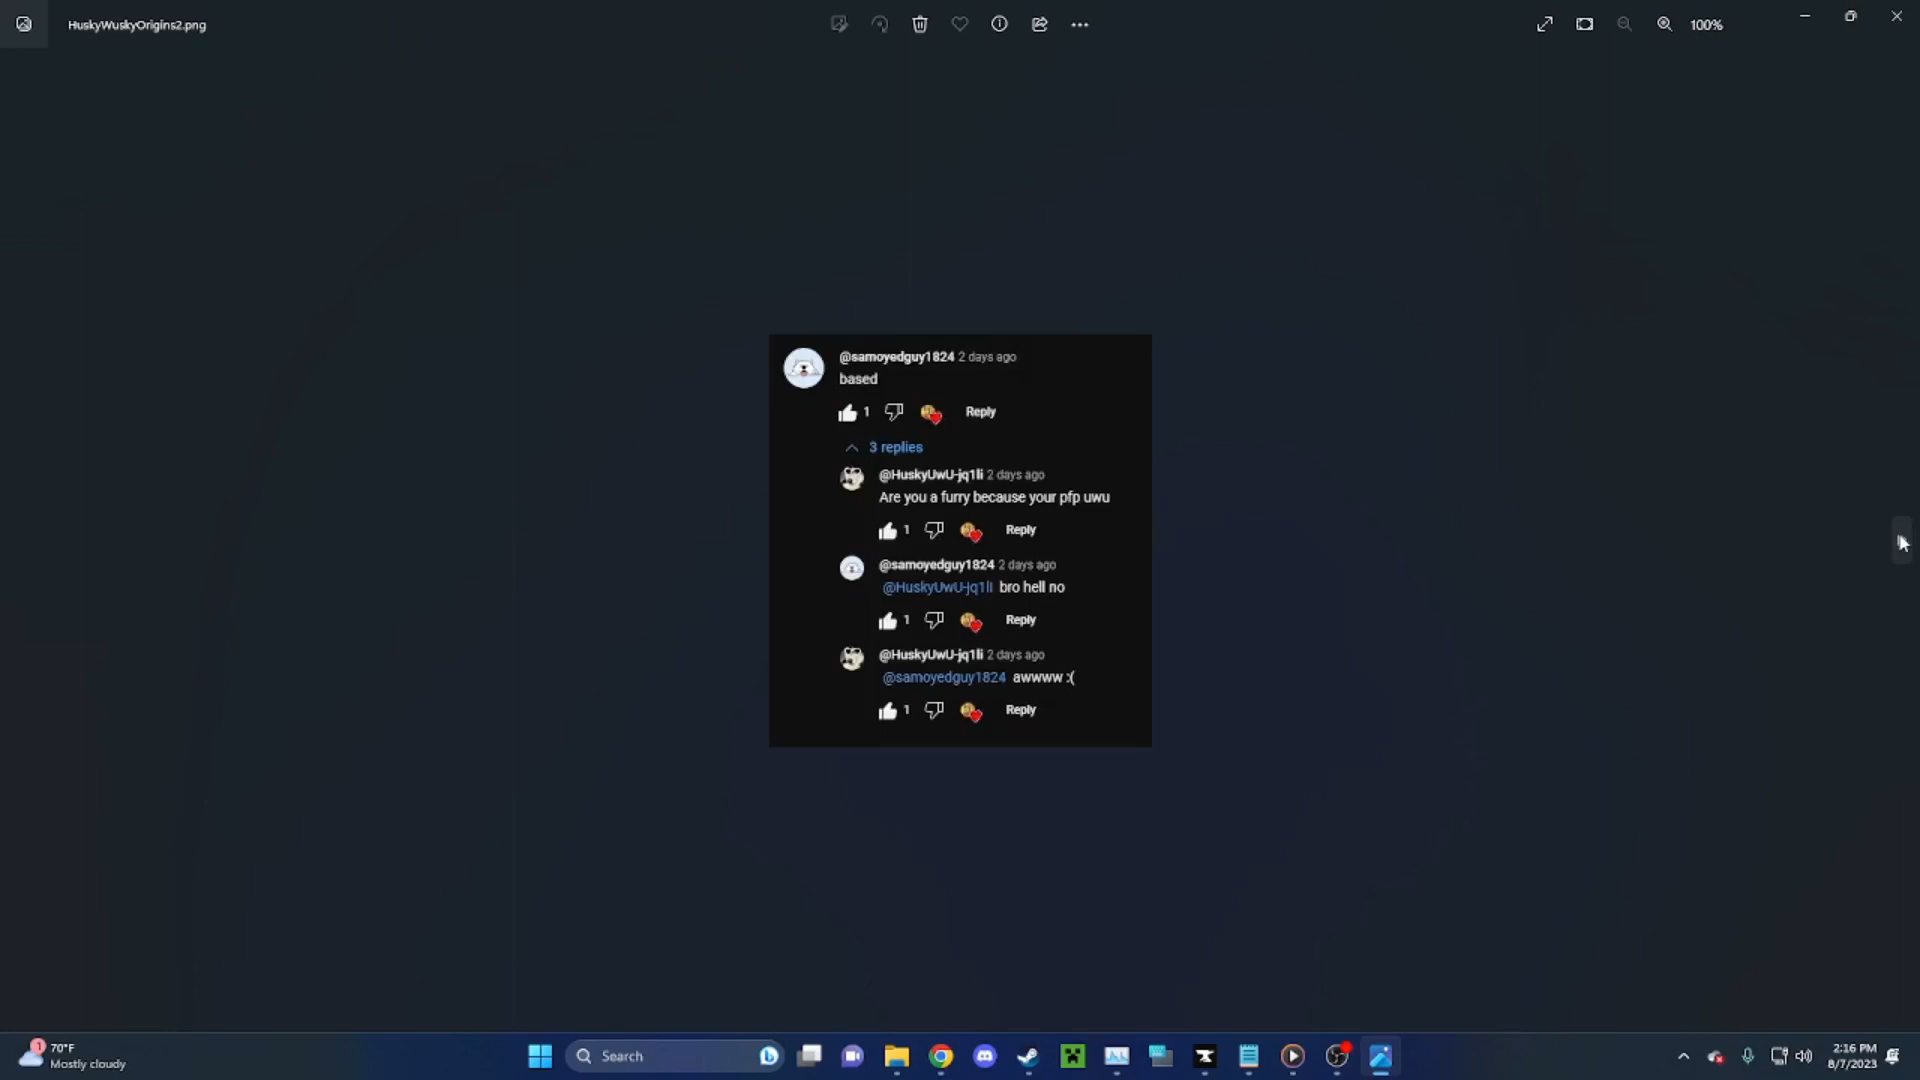 HuskyWuskyOrigins2.png
100%
@samoyedguy1824 2 days ago
based
1 Reply
3 replies
@HuskyUwU-jq1li 2 days ago
Are you a furry because your pfp uwu
1 Reply
@samoyedguy1824 2 days ago
@HuskyUwU-jq1li bro hell no
1 Reply
@HuskyUwU-jq1li 2 days ago
@samoyedguy1824 awwww :(
1 Reply
1
70°F
Mostly cloudy
Search
2:16 PM
8/7/2023